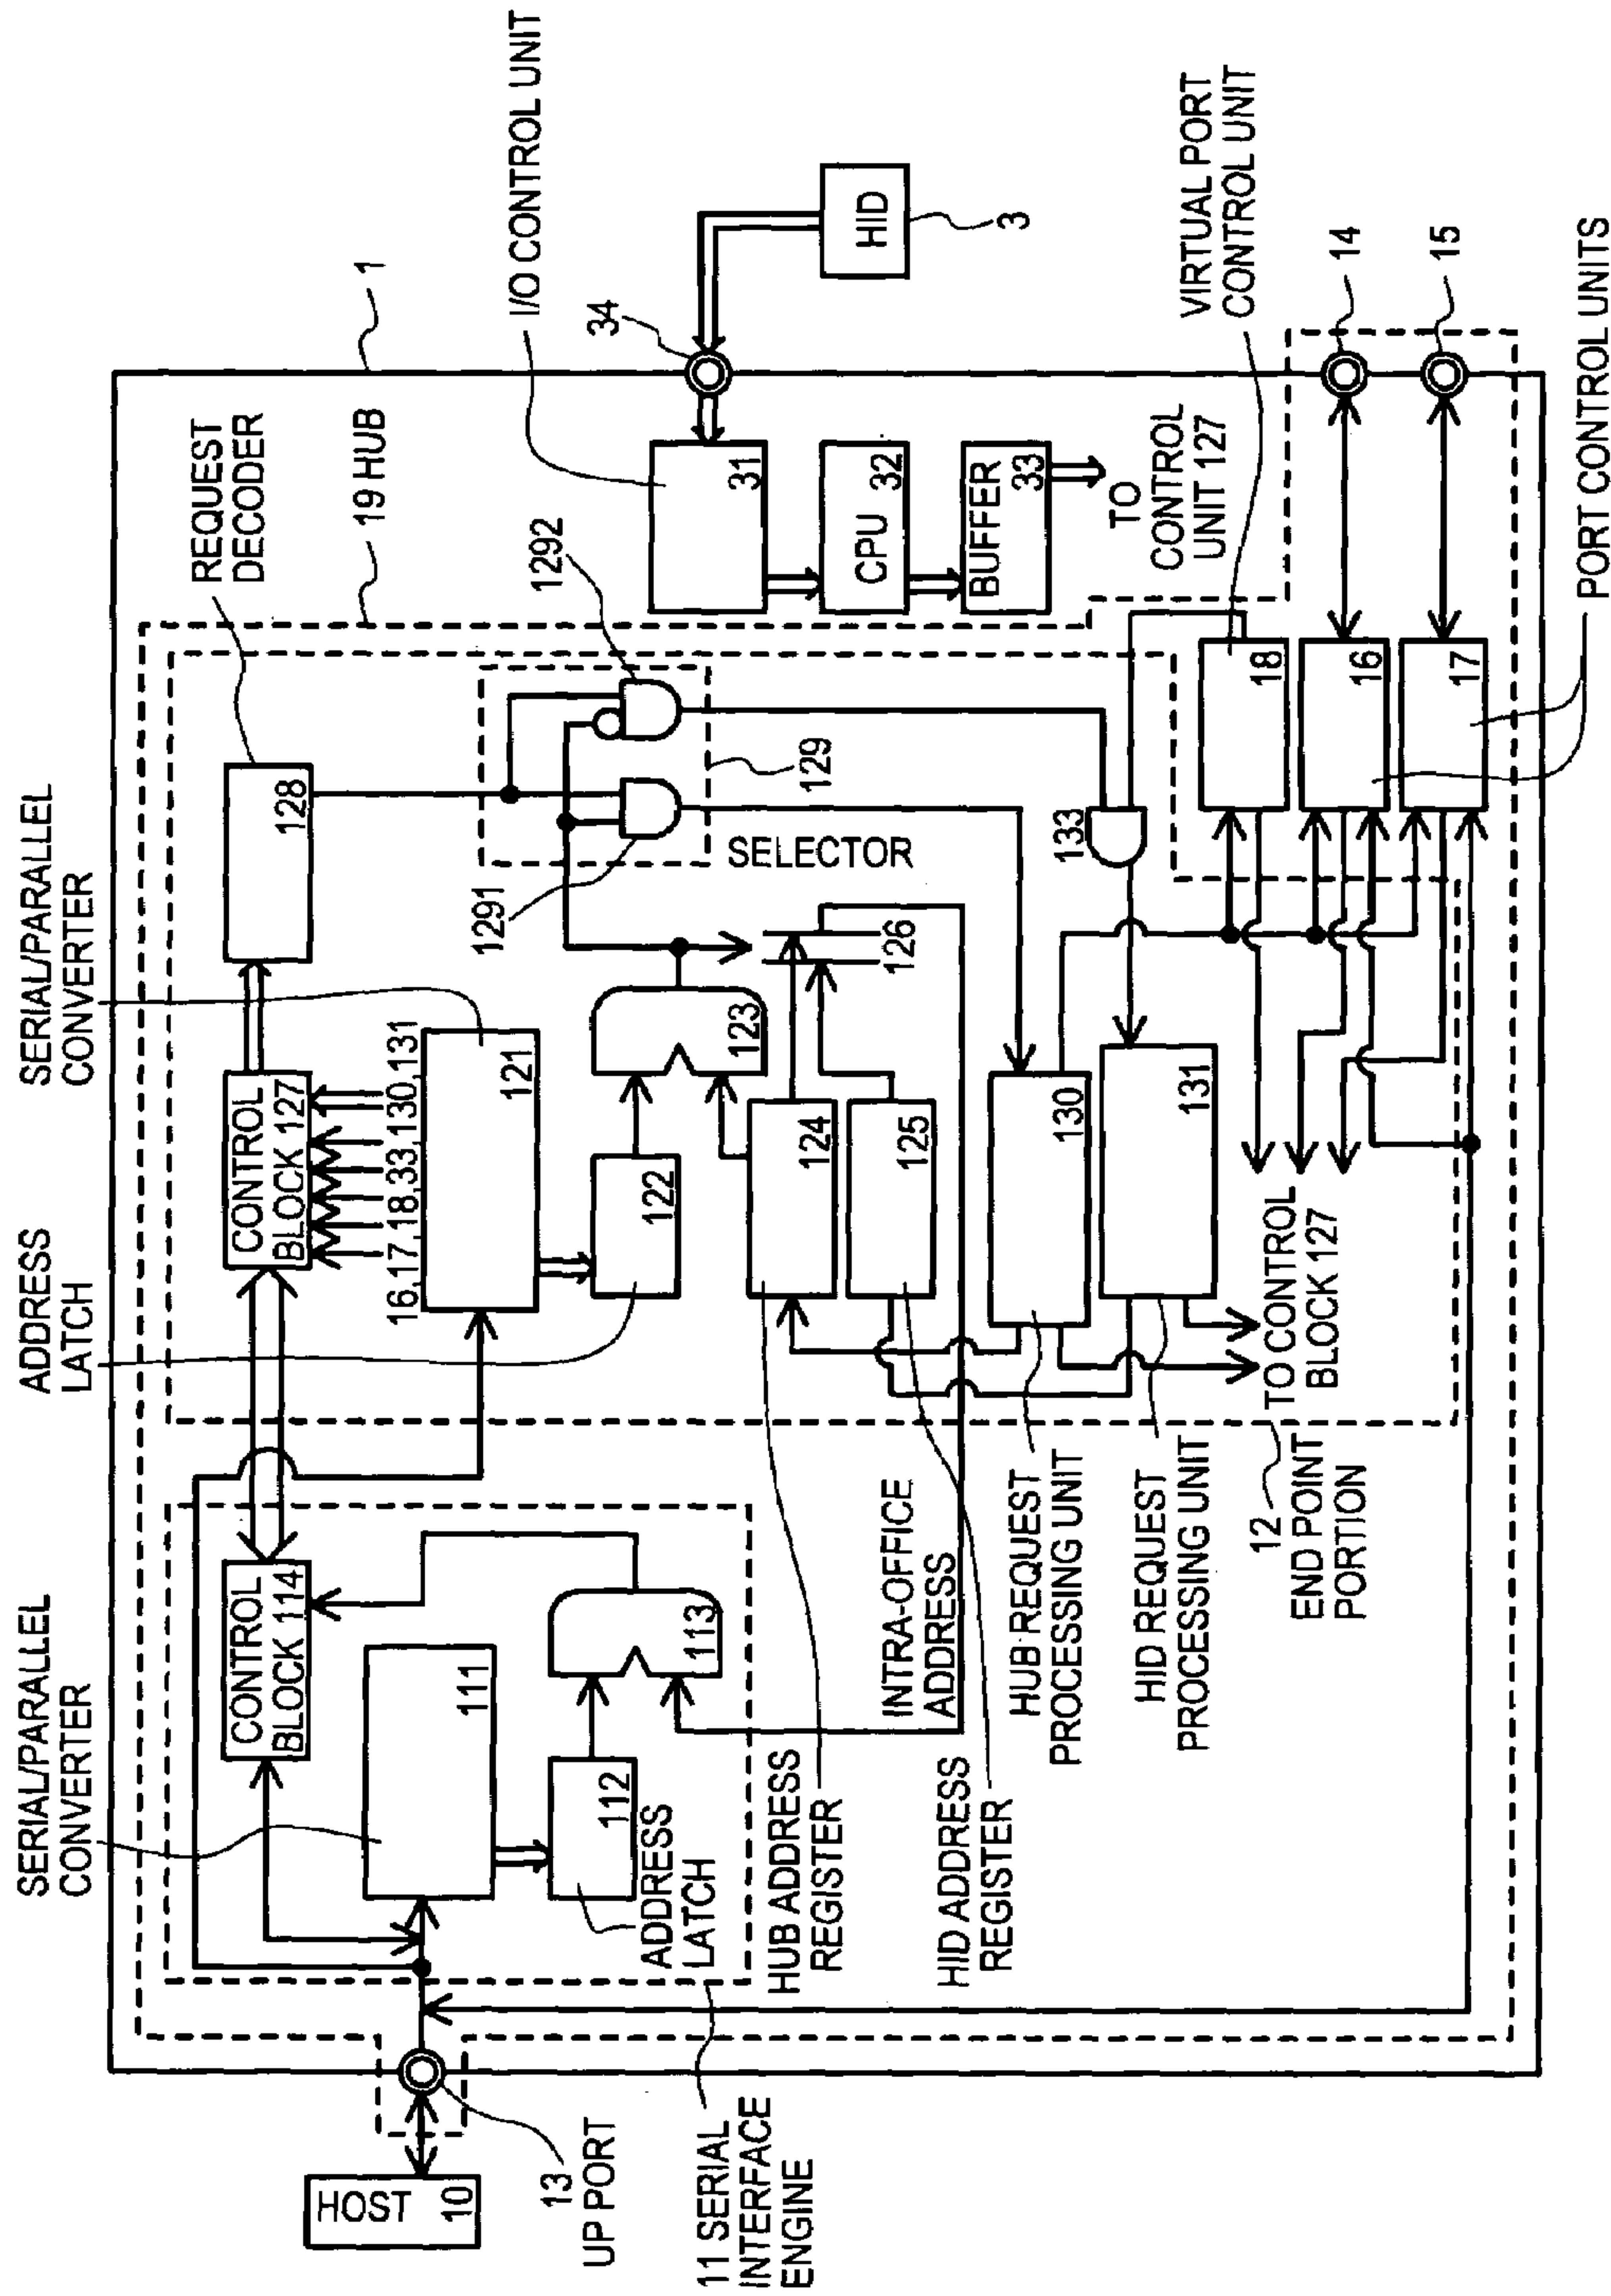 SERIAL/PARALLEL
CONVERTER
ADDRESS
LATCH
SERIAL/PARALLEL
CONVERTER
REQUEST
DECODER
19 HUB
1
CONTROL
BLOCK 114
CONTROL
BLOCK 127
16,17,18,33,130,131
128
111
121
1292
I/O CONTROL UNIT
34
HOST
10
13
UP PORT
112
ADDRESS
LATCH
113
122
123
1291
129
SELECTOR
31
CPU
32
BUFFER
33
TO
CONTROL
UNIT 127
HID
3
11 SERIAL
INTERFACE
ENGINE
HUB ADDRESS
REGISTER
124
125
126
HID ADDRESS
REGISTER
INTRA-OFFICE
ADDRESS
HUB REQUEST
PROCESSING UNIT
130
131
133
HID REQUEST
PROCESSING UNIT
VIRTUAL PORT
CONTROL UNIT
18
16
17
14
15
12
END POINT
PORTION
TO CONTROL
BLOCK 127
PORT CONTROL UNITS